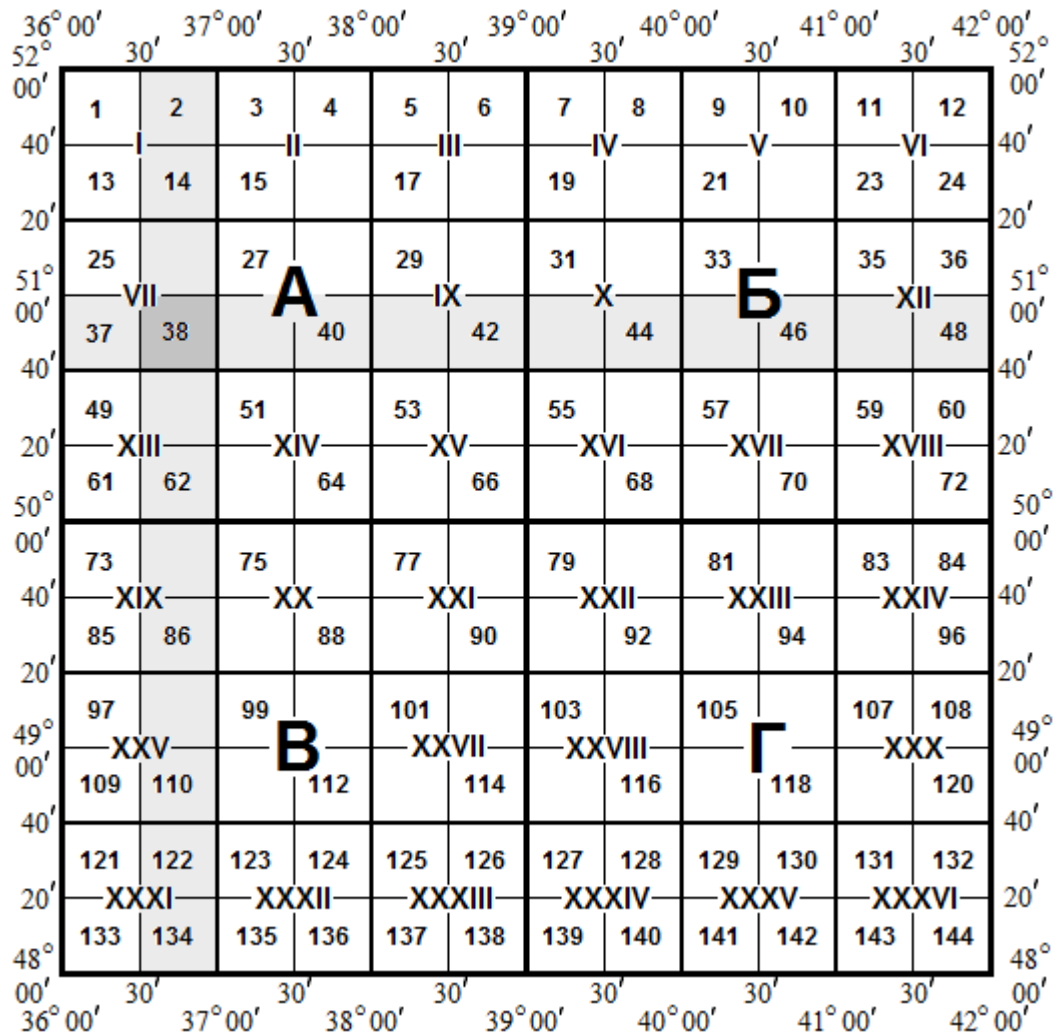 36°00′ 37°00′ 38°00′ 39°00′ 40°00′ 41°00′ 42°00′
30′ 30′ 30′ 30′ 30′ 30′
52° 52°
00′ 00′
1 2 3 4 5 6 7 8 9 10 11 12
40′ I II III IV V VI 40′
13 14 15 17 19 21 23 24
20′ 20′
25 27 29 31 33 35 36
51° 51°
00′ VII А IX X Б XII 00′
37 38 40 42 44 46 48
40′ 40′
49 51 53 55 57 59 60
20′ XIII XIV XV XVI XVII XVIII 20′
61 62 64 66 68 70 72
50° 50°
00′ 00′
73 75 77 79 81 83 84
40′ XIX XX XXI XXII XXIII XXIV 40′
85 86 88 90 92 94 96
20′ 20′
97 99 101 103 105 107 108
49° 49°
00′ XXV В XXVII XXVIII Г XXX 00′
109 110 112 114 116 118 120
40′ 40′
121 122 123 124 125 126 127 128 129 130 131 132
20′ XXXI XXXII XXXIII XXXIV XXXV XXXVI 20′
133 134 135 136 137 138 139 140 141 142 143 144
48° 48°
00′ 00′
30′ 30′ 30′ 30′ 30′ 30′
36°00′ 37°00′ 38°00′ 39°00′ 40°00′ 41°00′ 42°00′